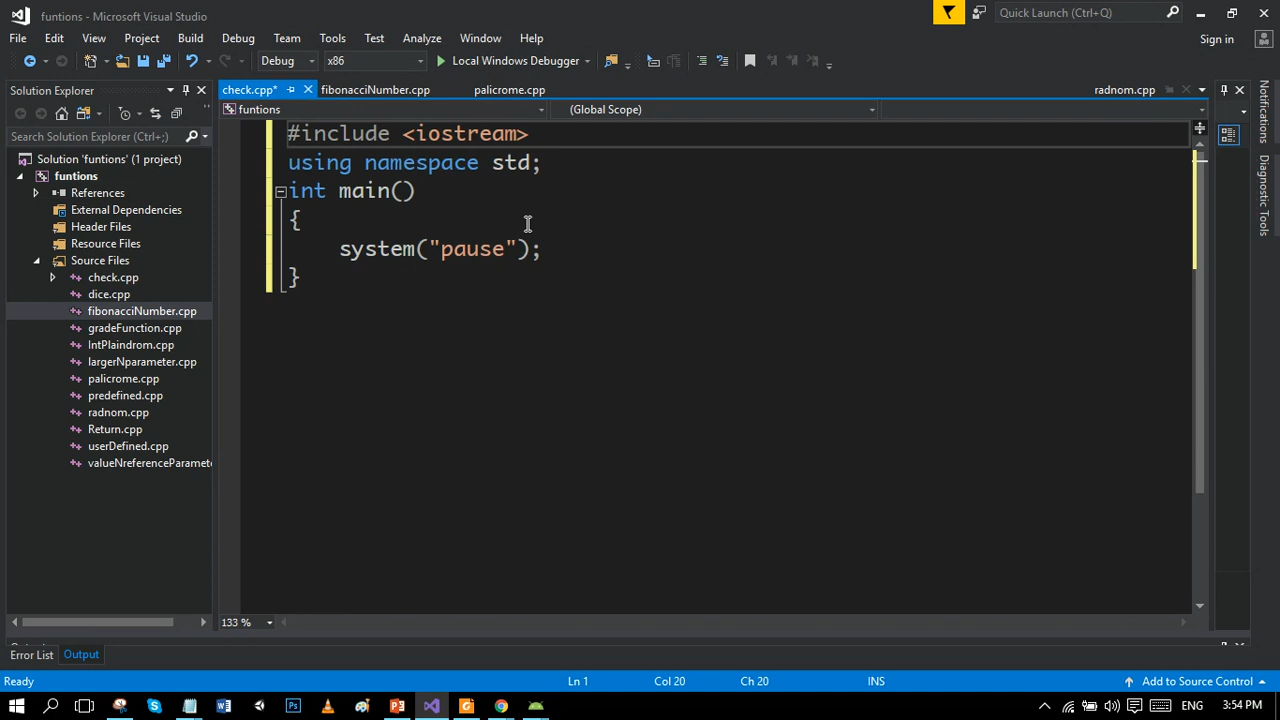 funtions - Microsoft Visual Studio
Quick Launch (Ctrl+Q)
File Edit View Project Build Debug Team Tools Test Analyze Window Help
Sign in
Debug x86 Local Windows Debugger
Solution Explorer
check.cpp* fibonacciNumber.cpp palicrome.cpp radnom.cpp
funtions (Global Scope)
Search Solution Explorer (Ctrl+;)
Solution 'funtions' (1 project)
funtions
References
External Dependencies
Header Files
Resource Files
Source Files
check.cpp
dice.cpp
fibonacciNumber.cpp
gradeFunction.cpp
IntPlaindrom.cpp
largerNparameter.cpp
palicrome.cpp
predefined.cpp
radnom.cpp
Return.cpp
userDefined.cpp
valueNreferenceParamete
#include <iostream>
using namespace std;
int main()
{
system("pause");
}
Notifications
Diagnostic Tools
133 %
Error List Output
Ready Ln 1 Col 20 Ch 20 INS Add to Source Control
ENG 3:54 PM